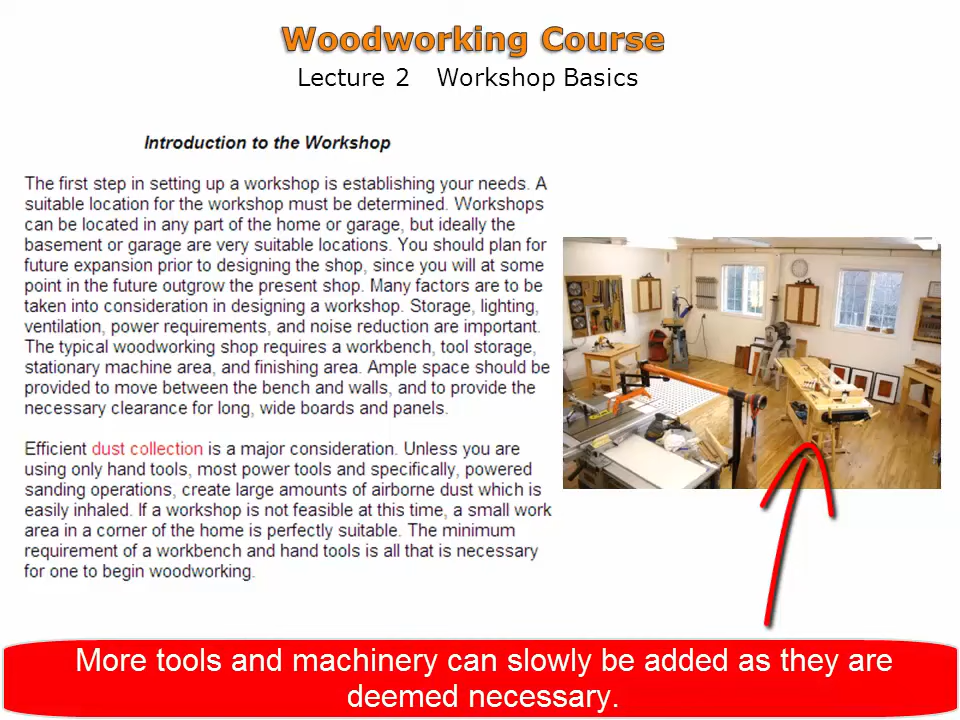 Woodworking Course
Lecture 2 Workshop Basics
Introduction to the Workshop
The first step in setting up a workshop is establishing your needs. A
suitable location for the workshop must be determined. Workshops
can be located in any part of the home or garage, but ideally the
basement or garage are very suitable locations. You should plan for
future expansion prior to designing the shop, since you will at some
point in the future outgrow the present shop. Many factors are to be
taken into consideration in designing a workshop. Storage, lighting,
ventilation, power requirements, and noise reduction are important.
The typical woodworking shop requires a workbench, tool storage,
stationary machine area, and finishing area. Ample space should be
provided to move between the bench and walls, and to provide the
necessary clearance for long, wide boards and panels.
Efficient dust collection is a major consideration. Unless you are
using only hand tools, most power tools and specifically, powered
sanding operations, create large amounts of airborne dust which is
easily inhaled. If a workshop is not feasible at this time, a small work
area in a corner of the home is perfectly suitable. The minimum
requirement of a workbench and hand tools is all that is necessary
for one to begin woodworking.
More tools and machinery can slowly be added as they are
deemed necessary.